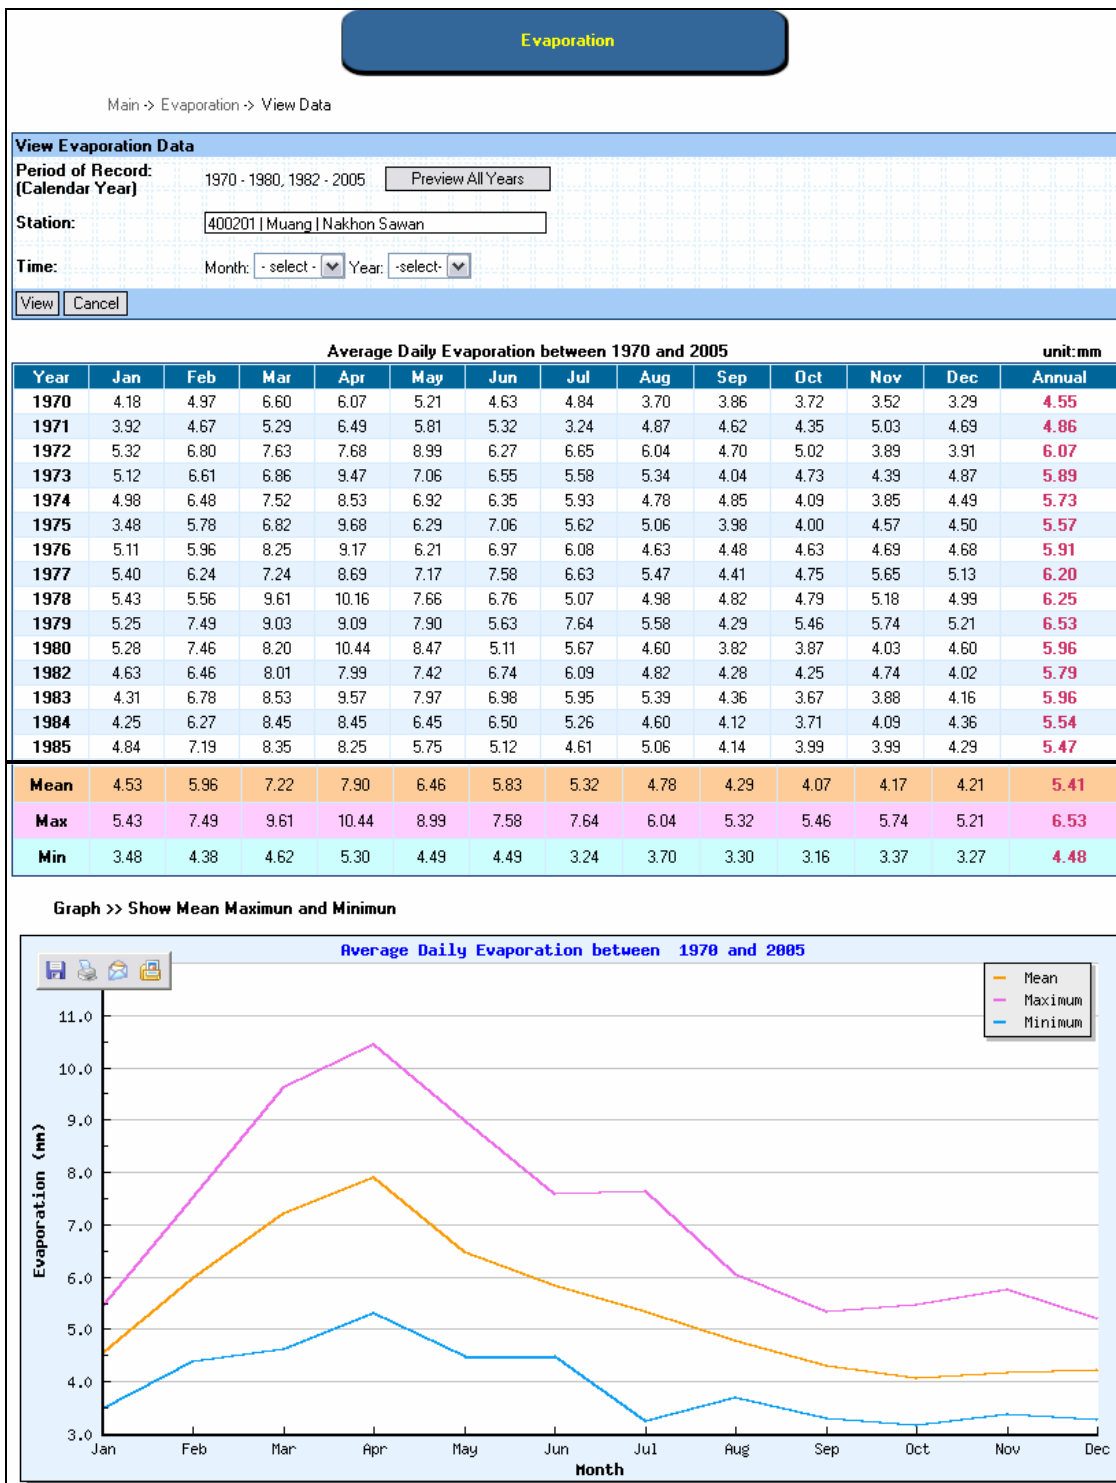 Evaporation
Main -> Evaporation -> View Data
View Evaporation Data
Period of Record: (Calendar Year) 1970 - 1980, 1982 - 2005 Preview All Years
Station: 400201 | Muang | Nakhon Sawan
Time: Month: - select - Year: -select-
View Cancel
Average Daily Evaporation between 1970 and 2005 unit:mm
Year Jan Feb Mar Apr May Jun Jul Aug Sep Oct Nov Dec Annual
1970 4.18 4.97 6.60 6.07 5.21 4.63 4.84 3.70 3.86 3.72 3.52 3.29 4.55
1971 3.92 4.67 5.29 6.49 5.81 5.32 3.24 4.87 4.62 4.35 5.03 4.69 4.86
1972 5.32 6.80 7.63 7.68 8.99 6.27 6.65 6.04 4.70 5.02 3.89 3.91 6.07
1973 5.12 6.61 6.86 9.47 7.06 6.55 5.58 5.34 4.04 4.73 4.39 4.87 5.89
1974 4.98 6.48 7.52 8.53 6.92 6.35 5.93 4.78 4.85 4.09 3.85 4.49 5.73
1975 3.48 5.78 6.82 9.68 6.29 7.06 5.62 5.06 3.98 4.00 4.57 4.50 5.57
1976 5.11 5.96 8.25 9.17 6.21 6.97 6.08 4.63 4.48 4.63 4.69 4.68 5.91
1977 5.40 6.24 7.24 8.69 7.17 7.58 6.63 5.47 4.41 4.75 5.65 5.13 6.20
1978 5.43 5.56 9.61 10.16 7.66 6.76 5.07 4.98 4.82 4.79 5.18 4.99 6.25
1979 5.25 7.49 9.03 9.09 7.90 5.63 7.64 5.58 4.29 5.46 5.74 5.21 6.53
1980 5.28 7.46 8.20 10.44 8.47 5.11 5.67 4.60 3.82 3.87 4.03 4.60 5.96
1982 4.63 6.46 8.01 7.99 7.42 6.74 6.09 4.82 4.28 4.25 4.74 4.02 5.79
1983 4.31 6.78 8.53 9.57 7.97 6.98 5.95 5.39 4.36 3.67 3.88 4.16 5.96
1984 4.25 6.27 8.45 8.45 6.45 6.50 5.26 4.60 4.12 3.71 4.09 4.36 5.54
1985 4.84 7.19 8.35 8.25 5.75 5.12 4.61 5.06 4.14 3.99 3.99 4.29 5.47
Mean 4.53 5.96 7.22 7.90 6.46 5.83 5.32 4.78 4.29 4.07 4.17 4.21 5.41
Max 5.43 7.49 9.61 10.44 8.99 7.58 7.64 6.04 5.32 5.46 5.74 5.21 6.53
Min 3.48 4.38 4.62 5.30 4.49 4.49 3.24 3.70 3.30 3.16 3.37 3.27 4.48
Graph >> Show Mean Maximun and Minimun
Average Daily Evaporation between 1970 and 2005
Mean
Maximum
Minimum
Evaporation (mm)
11.0
10.0
9.0
8.0
7.0
6.0
5.0
4.0
3.0
Jan Feb Mar Apr May Jun Jul Aug Sep Oct Nov Dec
Month